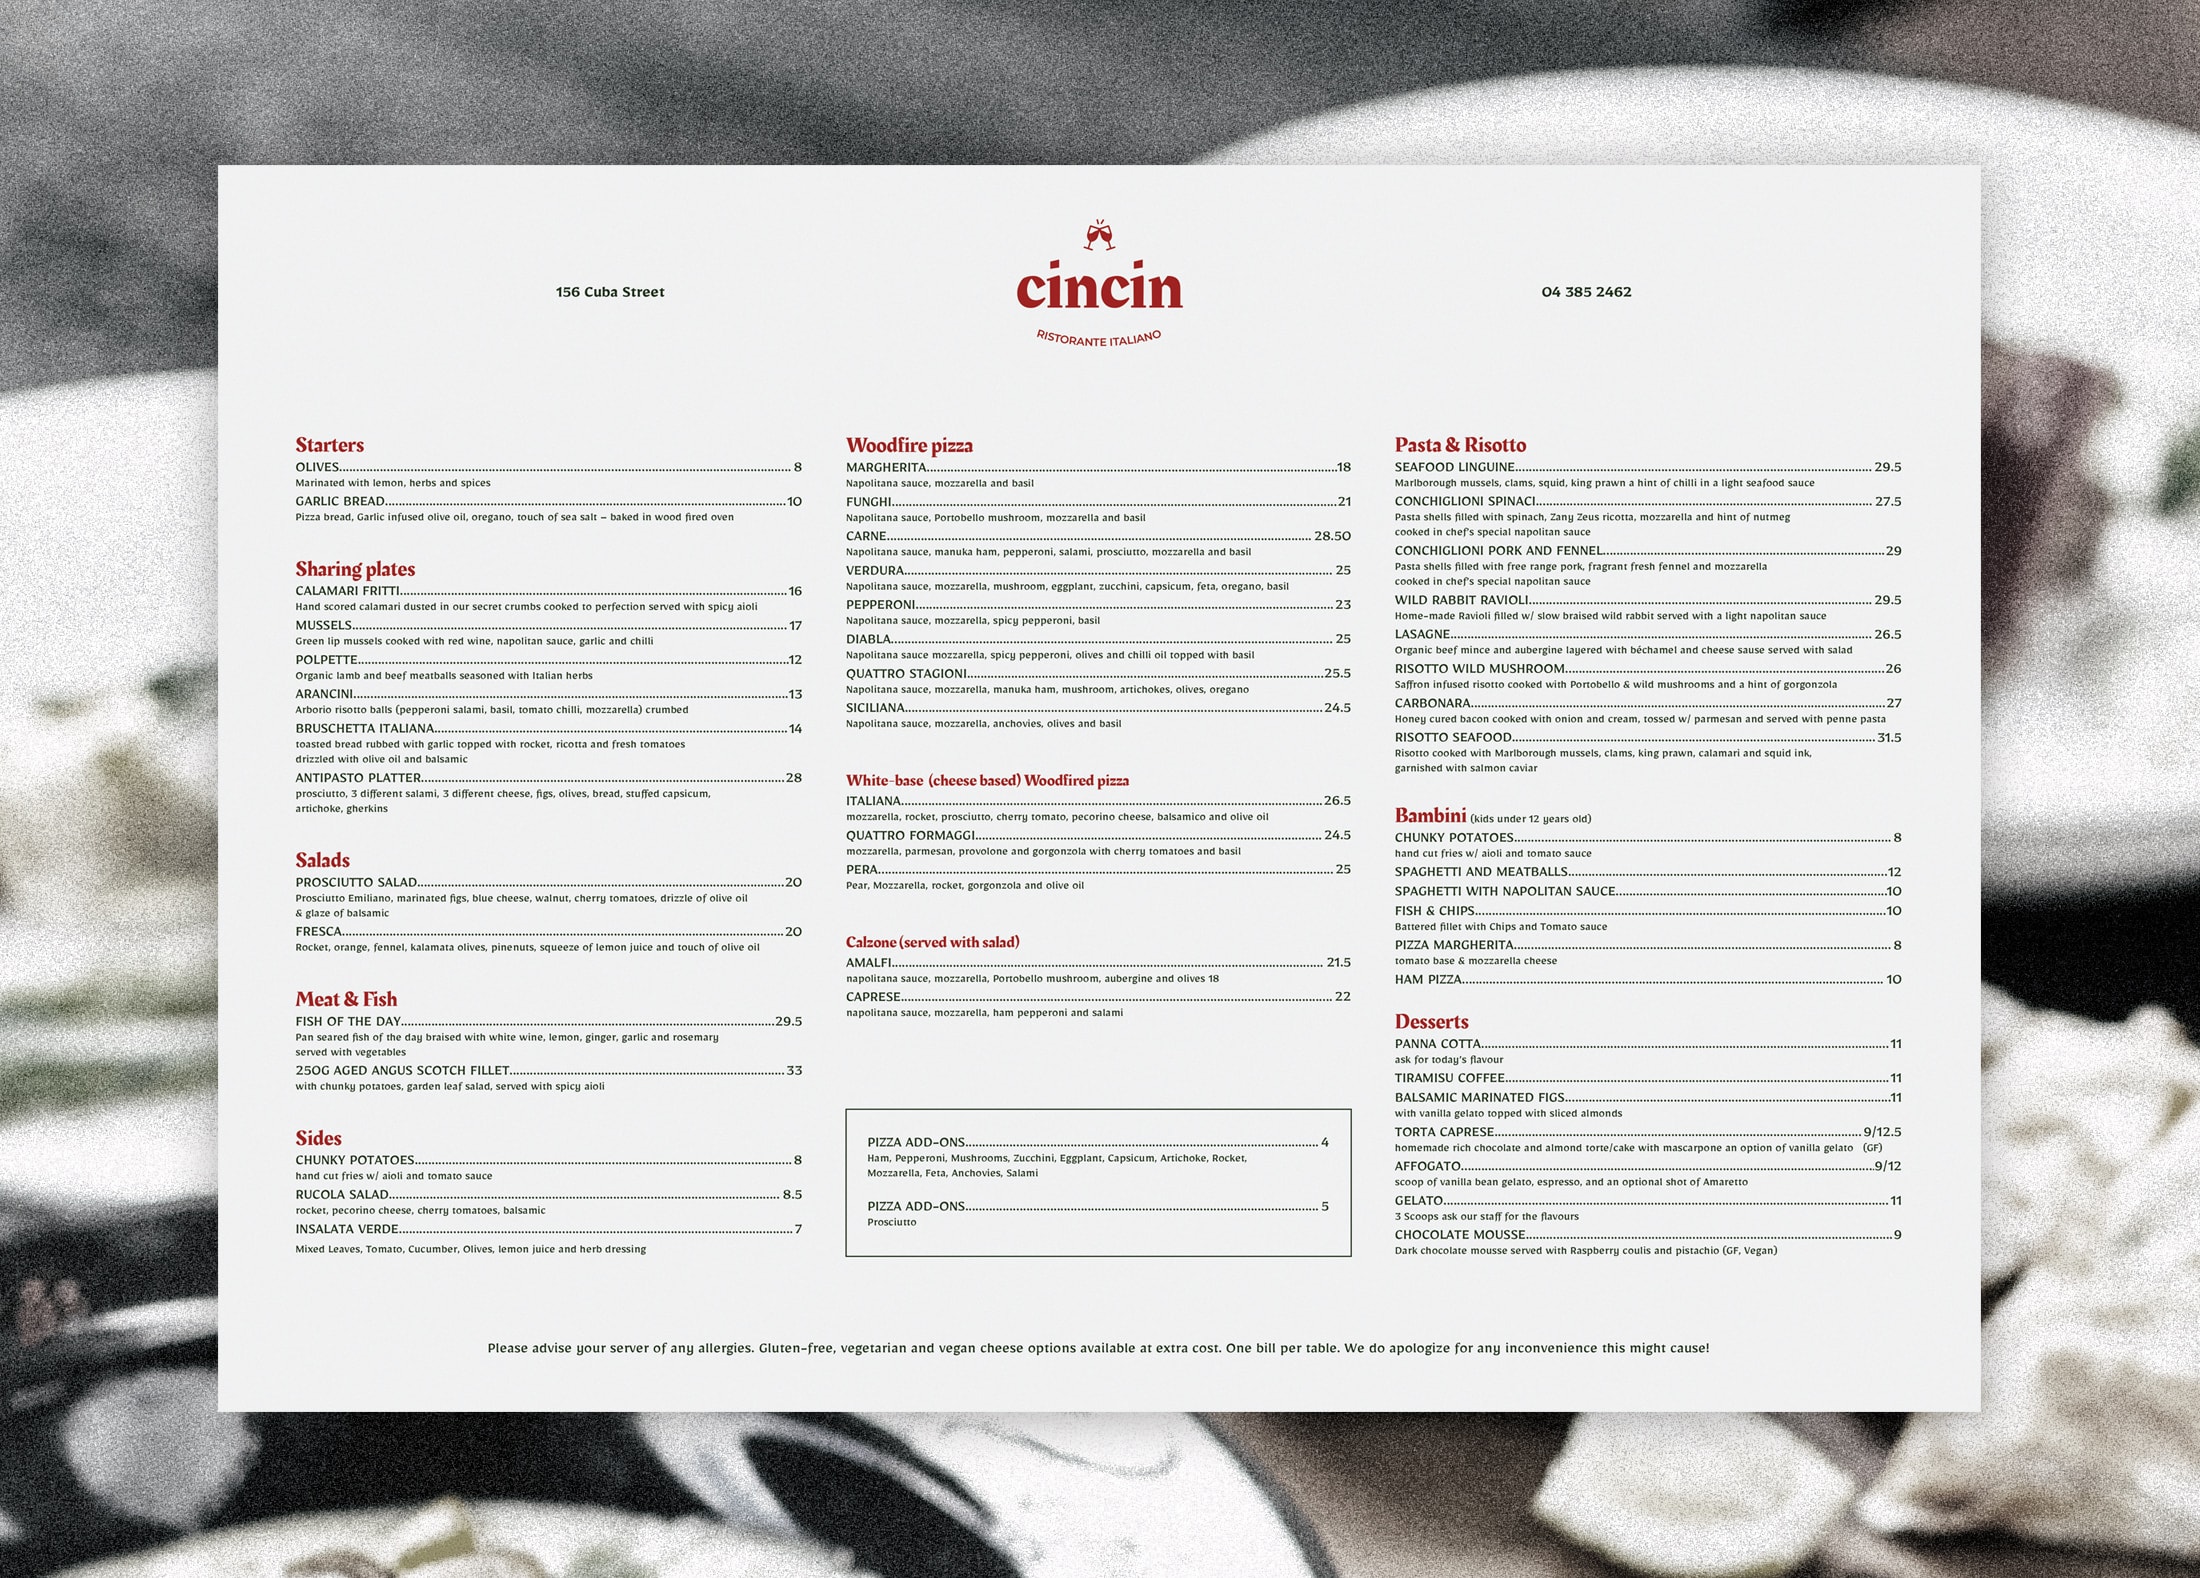 156 Cuba Street
cincin
RISTORANTE ITALIANO
04 385 2462
Starters
OLIVES 8
Marinated with lemon, herbs and spices
GARLIC BREAD 10
Pizza bread, Garlic infused olive oil, oregano, touch of sea salt – baked in wood fired oven
Sharing plates
CALAMARI FRITTI 16
Hand scored calamari dusted in our secret crumbs cooked to perfection served with spicy aioli
MUSSELS 17
Green lip mussels cooked with red wine, napolitan sauce, garlic and chilli
POLPETTE 12
Organic lamb and beef meatballs seasoned with Italian herbs
ARANCINI 13
Arborio risotto balls (pepperoni salami, basil, tomato chilli, mozzarella) crumbed
BRUSCHETTA ITALIANA 14
toasted bread rubbed with garlic topped with rocket, ricotta and fresh tomatoes
drizzled with olive oil and balsamic
ANTIPASTO PLATTER 28
prosciutto, 3 different salami, 3 different cheese, figs, olives, bread, stuffed capsicum,
artichoke, gherkins
Salads
PROSCIUTTO SALAD 20
Prosciutto Emiliano, marinated figs, blue cheese, walnut, cherry tomatoes, drizzle of olive oil
& glaze of balsamic
FRESCA 20
Rocket, orange, fennel, kalamata olives, pinenuts, squeeze of lemon juice and touch of olive oil
Meat & Fish
FISH OF THE DAY 29.5
Pan seared fish of the day braised with white wine, lemon, ginger, garlic and rosemary
served with vegetables
250G AGED ANGUS SCOTCH FILLET 33
with chunky potatoes, garden leaf salad, served with spicy aioli
Sides
CHUNKY POTATOES 8
hand cut fries w/ aioli and tomato sauce
RUCOLA SALAD 8.5
rocket, pecorino cheese, cherry tomatoes, balsamic
INSALATA VERDE 7
Mixed Leaves, Tomato, Cucumber, Olives, lemon juice and herb dressing
Woodfire pizza
MARGHERITA 18
Napolitana sauce, mozzarella and basil
FUNGHI 21
Napolitana sauce, Portobello mushroom, mozzarella and basil
CARNE 28.50
Napolitana sauce, manuka ham, pepperoni, salami, prosciutto, mozzarella and basil
VERDURA 25
Napolitana sauce, mozzarella, mushroom, eggplant, zucchini, capsicum, feta, oregano, basil
PEPPERONI 23
Napolitana sauce, mozzarella, spicy pepperoni, basil
DIABLA 25
Napolitana sauce mozzarella, spicy pepperoni, olives and chilli oil topped with basil
QUATTRO STAGIONI 25.5
Napolitana sauce, mozzarella, manuka ham, mushroom, artichokes, olives, oregano
SICILIANA 24.5
Napolitana sauce, mozzarella, anchovies, olives and basil
White-base (cheese based) Woodfired pizza
ITALIANA 26.5
mozzarella, rocket, prosciutto, cherry tomato, pecorino cheese, balsamico and olive oil
QUATTRO FORMAGGI 24.5
mozzarella, parmesan, provolone and gorgonzola with cherry tomatoes and basil
PERA 25
Pear, Mozzarella, rocket, gorgonzola and olive oil
Calzone (served with salad)
AMALFI 21.5
napolitana sauce, mozzarella, Portobello mushroom, aubergine and olives 18
CAPRESE 22
napolitana sauce, mozzarella, ham pepperoni and salami
PIZZA ADD-ONS 4
Ham, Pepperoni, Mushrooms, Zucchini, Eggplant, Capsicum, Artichoke, Rocket,
Mozzarella, Feta, Anchovies, Salami
PIZZA ADD-ONS 5
Prosciutto
Pasta & Risotto
SEAFOOD LINGUINE 29.5
Marlborough mussels, clams, squid, king prawn a hint of chilli in a light seafood sauce
CONCHIGLIONI SPINACI 27.5
Pasta shells filled with spinach, Zany Zeus ricotta, mozzarella and hint of nutmeg
cooked in chef's special napolitan sauce
CONCHIGLIONI PORK AND FENNEL 29
Pasta shells filled with free range pork, fragrant fresh fennel and mozzarella
cooked in chef's special napolitan sauce
WILD RABBIT RAVIOLI 29.5
Home-made Ravioli filled w/ slow braised wild rabbit served with a light napolitan sauce
LASAGNE 26.5
Organic beef mince and aubergine layered with béchamel and cheese sause served with salad
RISOTTO WILD MUSHROOM 26
Saffron infused risotto cooked with Portobello & wild mushrooms and a hint of gorgonzola
CARBONARA 27
Honey cured bacon cooked with onion and cream, tossed w/ parmesan and served with penne pasta
RISOTTO SEAFOOD 31.5
Risotto cooked with Marlborough mussels, clams, king prawn, calamari and squid ink,
garnished with salmon caviar
Bambini (kids under 12 years old)
CHUNKY POTATOES 8
hand cut fries w/ aioli and tomato sauce
SPAGHETTI AND MEATBALLS 12
SPAGHETTI WITH NAPOLITAN SAUCE 10
FISH & CHIPS 10
Battered fillet with Chips and Tomato sauce
PIZZA MARGHERITA 8
tomato base & mozzarella cheese
HAM PIZZA 10
Desserts
PANNA COTTA 11
ask for today's flavour
TIRAMISU COFFEE 11
BALSAMIC MARINATED FIGS 11
with vanilla gelato topped with sliced almonds
TORTA CAPRESE 9/12.5
homemade rich chocolate and almond torte/cake with mascarpone an option of vanilla gelato (GF)
AFFOGATO 9/12
scoop of vanilla bean gelato, espresso, and an optional shot of Amaretto
GELATO 11
3 Scoops ask our staff for the flavours
CHOCOLATE MOUSSE 9
Dark chocolate mousse served with Raspberry coulis and pistachio (GF, Vegan)
Please advise your server of any allergies. Gluten-free, vegetarian and vegan cheese options available at extra cost. One bill per table. We do apologize for any inconvenience this might cause!